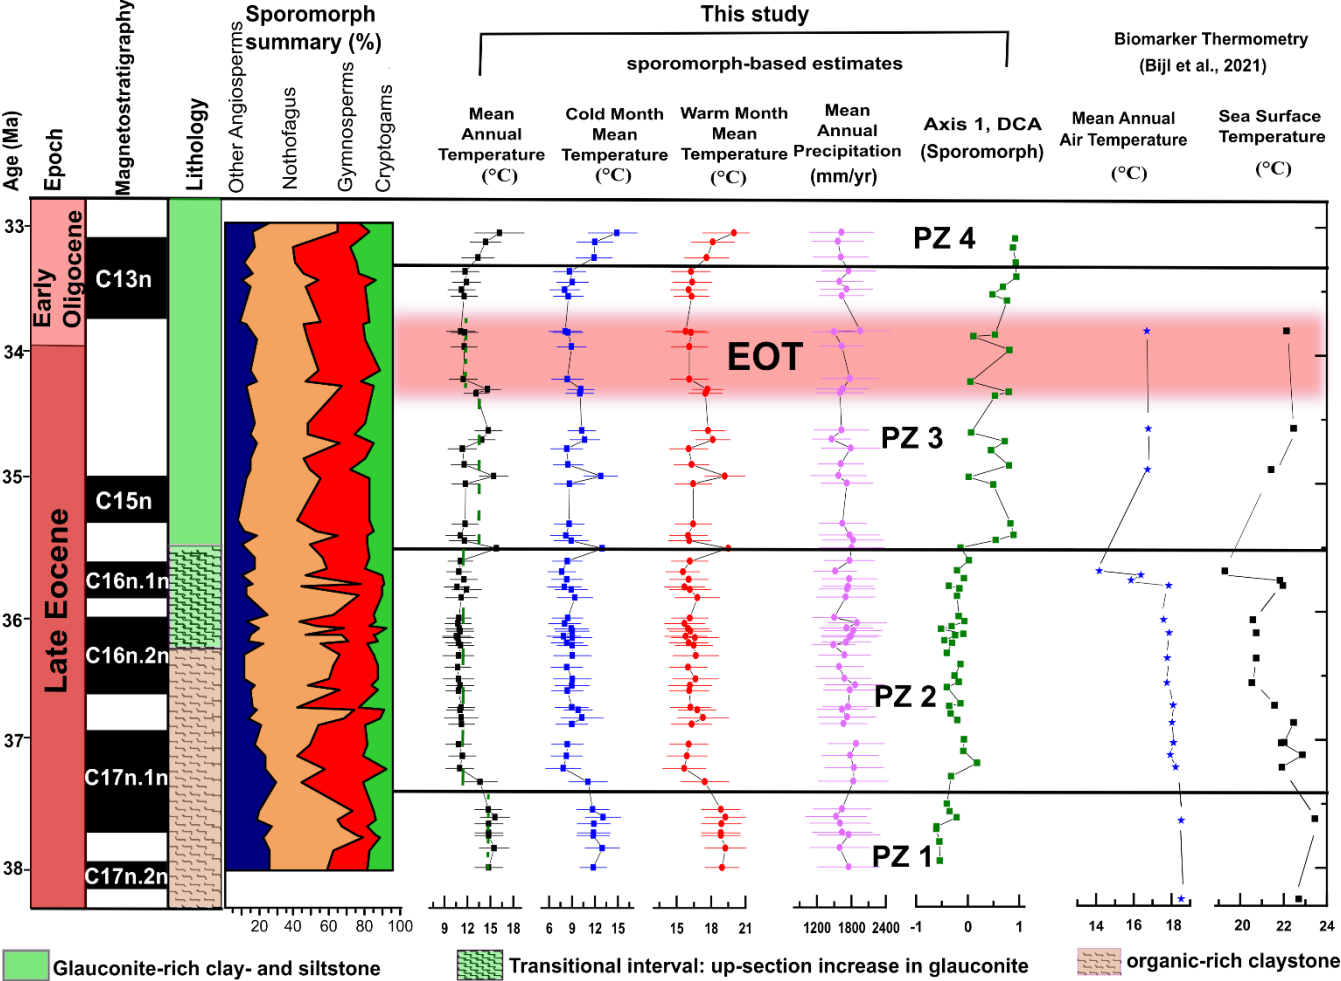 This study
Sporomorph
summary (%)
sporomorph-based estimates
Biomarker Thermometry
(Bijl et al., 2021)
Age (Ma)
Epoch
Magnetostratigraphy
Lithology
Other Angiosperms
Nothofagus
Gymnosperms
Cryptogams
Mean
Annual
Temperature
(°C)
Cold Month
Mean
Temperature
(°C)
Warm Month
Mean
Temperature
(°C)
Mean
Annual
Precipitation
(mm/yr)
Axis 1, DCA
(Sporomorph)
Mean Annual
Air Temperature
(°C)
Sea Surface
Temperature
(°C)
33
34
35
36
37
38
Early
Oligocene
Late Eocene
C13n
C15n
C16n.1n
C16n.2n
C17n.1n
C17n.2n
PZ 4
EOT
PZ 3
PZ 2
PZ 1
20 40 60 80 100
9 12 15 18
6 9 12 15
15 18 21
1200 1800 2400
-1 0 1
14 16 18
20 22 24
Glauconite-rich clay- and siltstone
Transitional interval: up-section increase in glauconite
organic-rich claystone